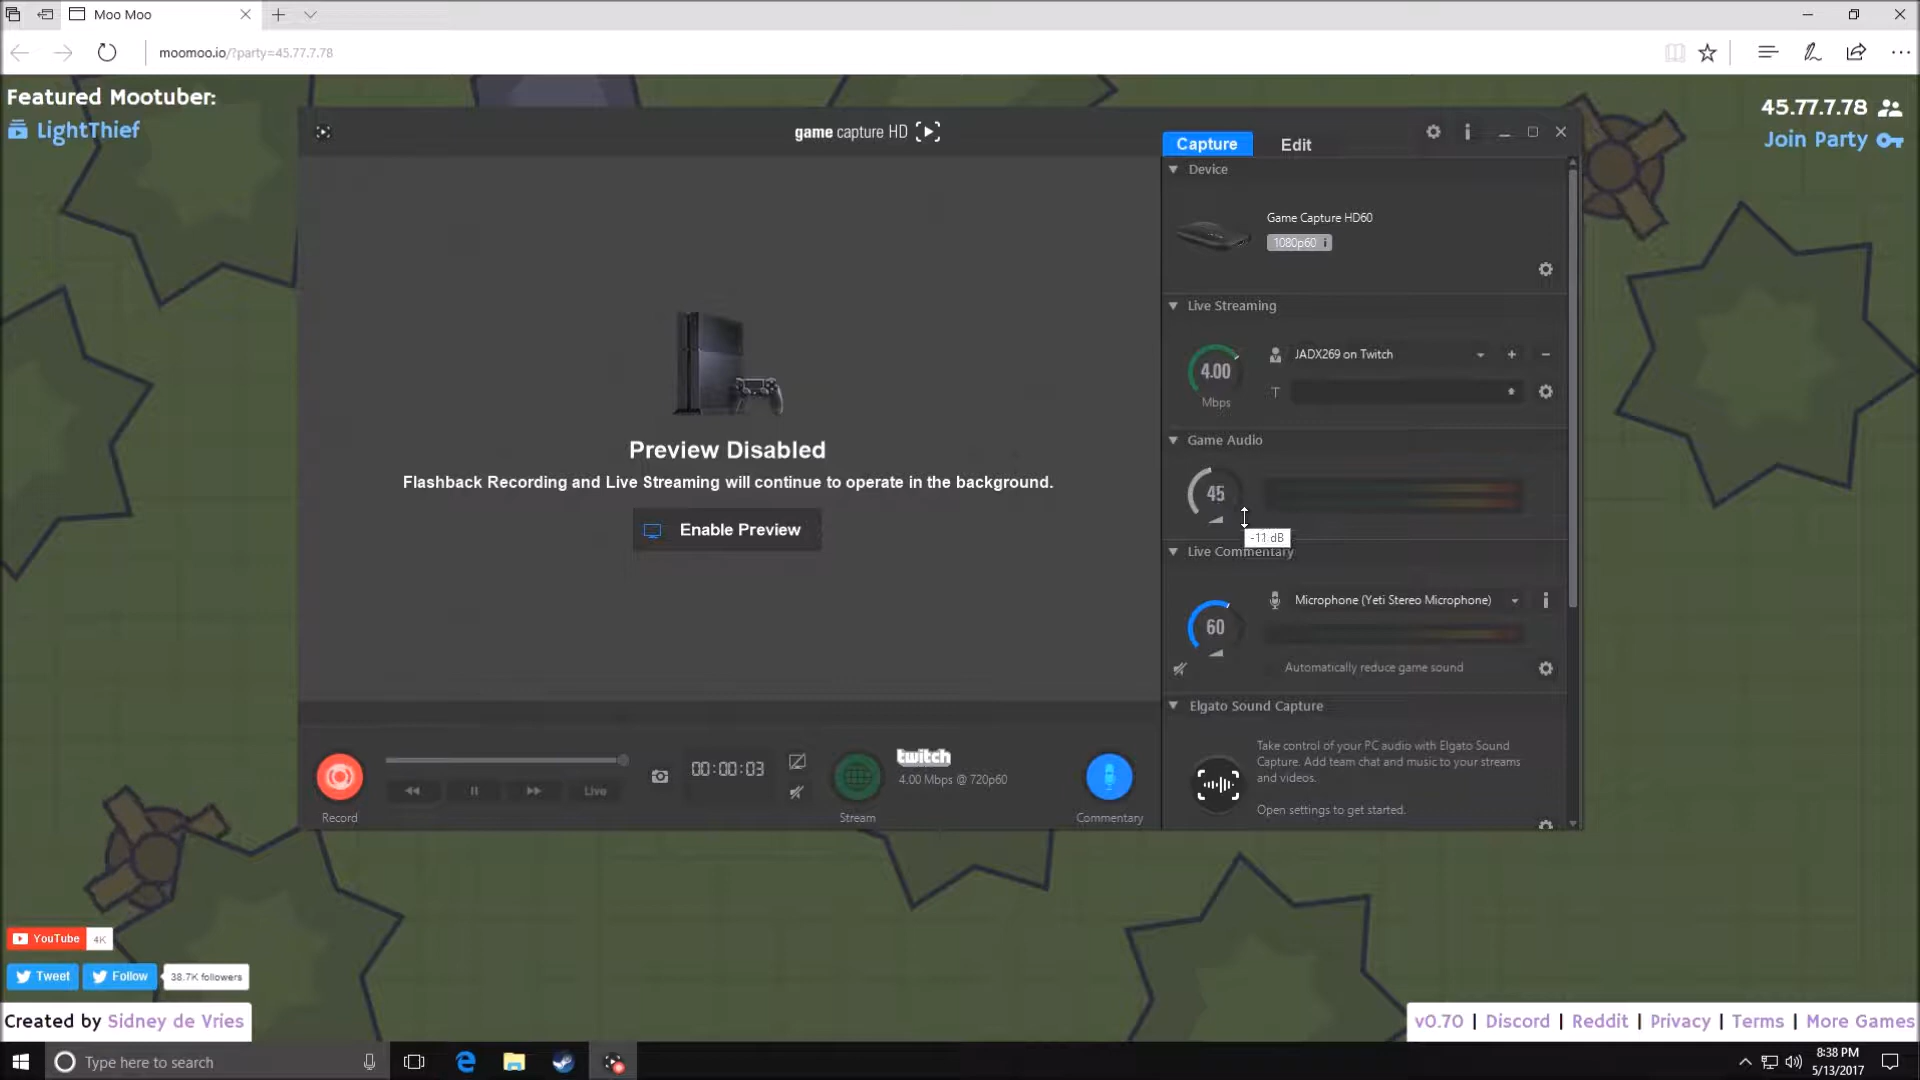 Moo Moo
moomoo.io/?party=45.77.7.78
Featured Mootuber:
LightThief
45.77.7.78
Join Party
game capture HD
Capture
Edit
Device
Game Capture HD60
1080p60 i
Live Streaming
4.00
Mbps
JADX269 on Twitch
T
Game Audio
45
-11 dB
Live Commentary
Microphone (Yeti Stereo Microphone)
60
Automatically reduce game sound
Elgato Sound Capture
Take control of your PC audio with Elgato Sound
Capture. Add team chat and music to your streams
and videos.
Open settings to get started.
Preview Disabled
Flashback Recording and Live Streaming will continue to operate in the background.
Enable Preview
Record
Live
00:00:03
Stream
twitch
4.00 Mbps @ 720p60
Commentary
YouTube 4K
Tweet Follow 38.7K followers
Created by Sidney de Vries
v0.70 | Discord | Reddit | Privacy | Terms | More Games
Type here to search
8:38 PM
5/13/2017